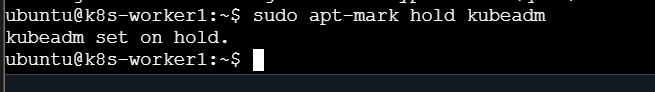 ubuntu@k8s-worker1:~$ sudo apt-mark hold kubeadm
kubeadm set on hold.
ubuntu@k8s-worker1:~$